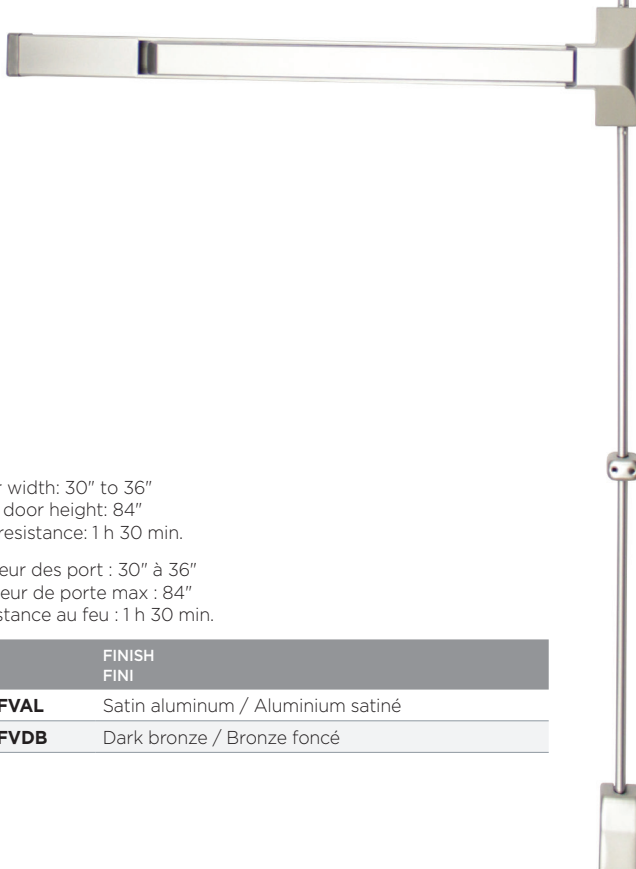 width: 30" to 36"
door height: 84"
resistance: 1 h 30 min.
eur des port : 30" à 36"
eur de porte max : 84"
stance au feu : 1 h 30 min.
FINISH
FINI
FVAL Satin aluminum / Aluminium satiné
FVDB Dark bronze / Bronze foncé